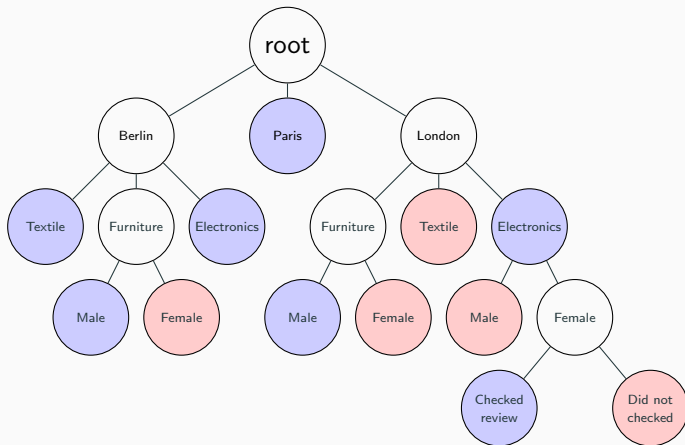 root
Berlin
Paris
London
Textile
Furniture
Electronics
Furniture
Textile
Electronics
Male
Female
Male
Female
Male
Female
Checked
review
Did not
checked